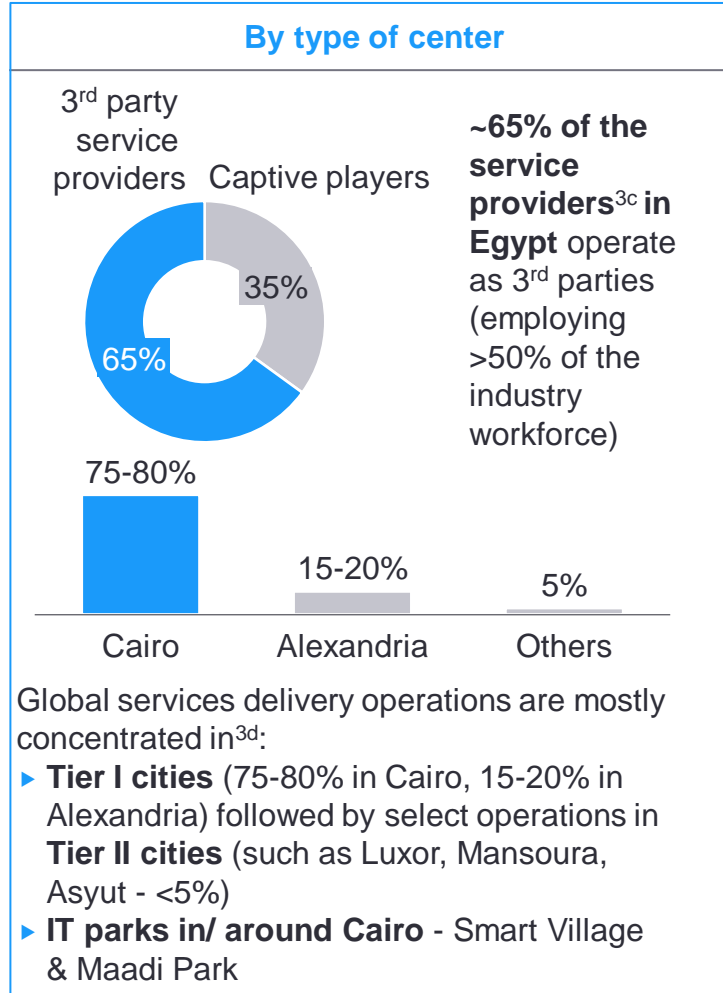 By type of center
3rd party
service
providers
Captive players
35%
65%
~65% of the
service
providers3c in
Egypt operate
as 3rd parties
(employing
>50% of the
industry
workforce)
75-80%
15-20%
5%
Cairo
Alexandria
Others
Global services delivery operations are mostly
concentrated in3d:
▶ Tier I cities (75-80% in Cairo, 15-20% in
Alexandria) followed by select operations in
Tier II cities (such as Luxor, Mansoura,
Asyut - <5%)
▶ IT parks in/ around Cairo - Smart Village
& Maadi Park